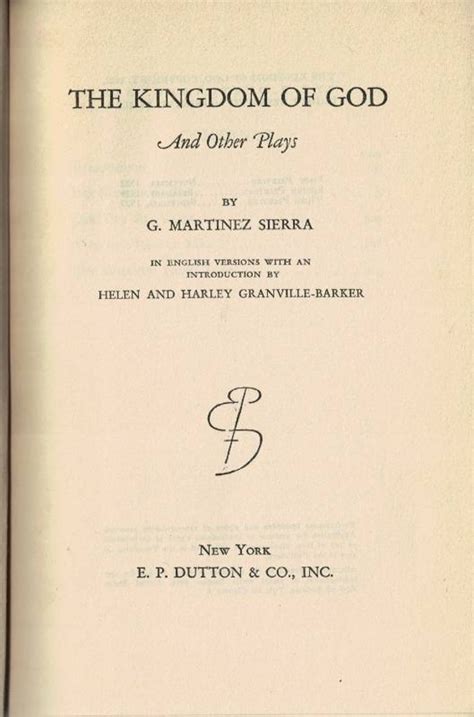 THE KINGDOM OF GOD
And Other Plays
BY
G. MARTINEZ SIERRA
IN ENGLISH VERSIONS WITH AN
INTRODUCTION BY
HELEN AND HARLEY GRANVILLE-BARKER
NEW YORK
E. P. DUTTON & CO., INC.